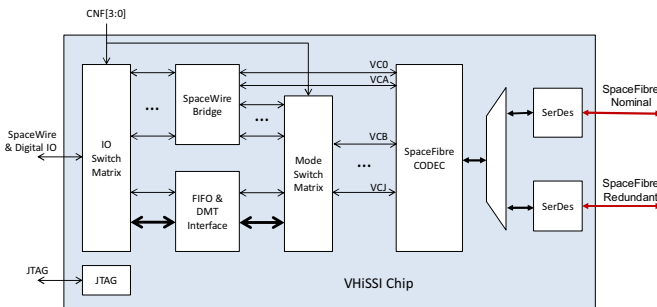 CNF[3:0]
VC0
VCA
SpaceWire
Bridge
...
...
SpaceWire
& Digital IO
IO
Switch
Matrix
Mode
Switch
Matrix
VCB
...
VCJ
SpaceFibre
CODEC
SerDes
SpaceFibre
Nominal
FIFO &
DMT
Interface
SerDes
SpaceFibre
Redundant
JTAG
JTAG
VHiSSI Chip